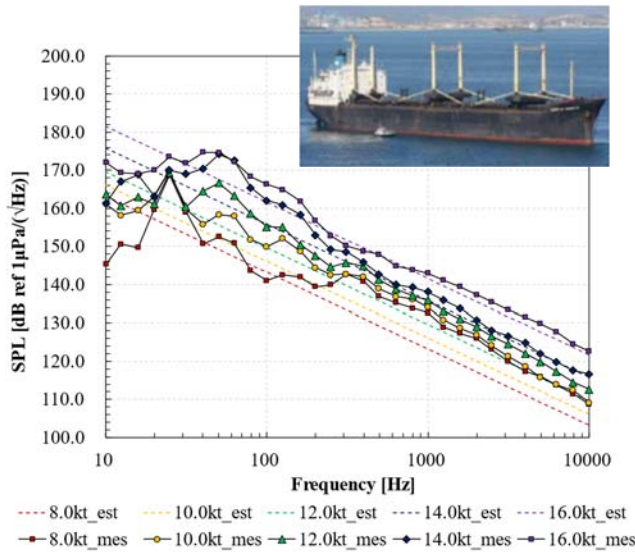 200.0
190.0
180.0
170.0
160.0
150.0
140.0
130.0
120.0
110.0
100.0
SPL [dB ref 1µPa/(√Hz)]
10 100 1000 10000
Frequency [Hz]
8.0kt_est 10.0kt_est 12.0kt_est 14.0kt_est 16.0kt_est
8.0kt_mes 10.0kt_mes 12.0kt_mes 14.0kt_mes 16.0kt_mes